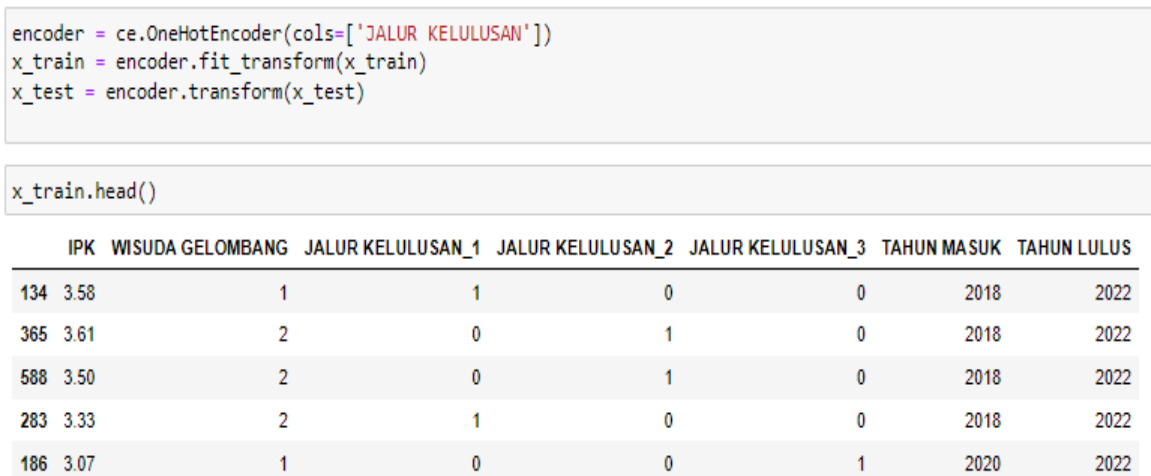 encoder = ce.OneHotEncoder(cols=['JALUR KELULUSAN'])
x_train = encoder.fit_transform(x_train)
x_test = encoder.transform(x_test)
x_train.head()
IPK WISUDA GELOMBANG JALUR KELULUSAN_1 JALUR KELULUSAN_2 JALUR KELULUSAN_3 TAHUN MASUK TAHUN LULUS
134 3.58 1 1 0 0 2018 2022
365 3.61 2 0 1 0 2018 2022
588 3.50 2 0 1 0 2018 2022
283 3.33 2 1 0 0 2018 2022
186 3.07 1 0 0 1 2020 2022